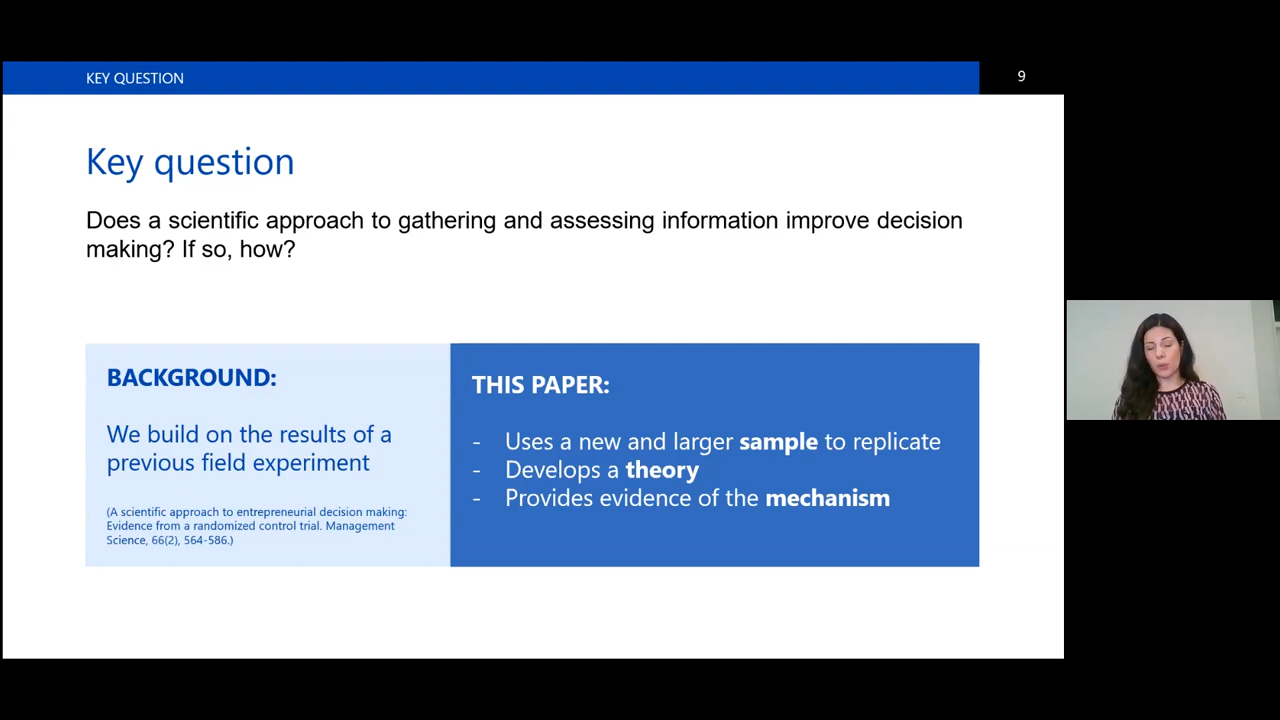 KEY QUESTION
9
Key question
Does a scientific approach to gathering and assessing information improve decision
making? If so, how?
BACKGROUND:
We build on the results of a
previous field experiment
(A scientific approach to entrepreneurial decision making:
Evidence from a randomized control trial. Management
Science, 66(2), 564-586.)
THIS PAPER:
- Uses a new and larger sample to replicate
- Develops a theory
- Provides evidence of the mechanism